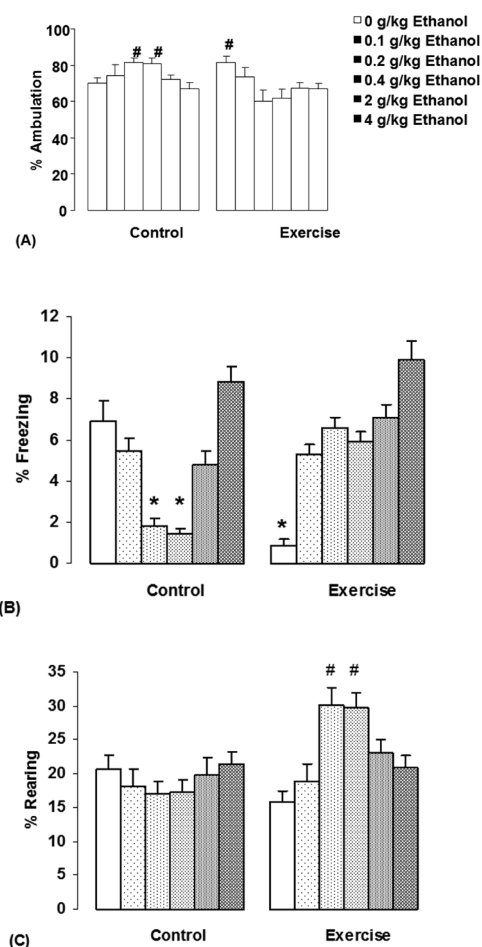 □ 0 g/kg Ethanol
■ 0.1 g/kg Ethanol
■ 0.2 g/kg Ethanol
■ 0.4 g/kg Ethanol
■ 2 g/kg Ethanol
■ 4 g/kg Ethanol
% Ambulation
100
80
60
40
20
0
# #
#
Control Exercise
(A)
% Freezing
12
10
8
6
4
2
0
* *
*
Control Exercise
(B)
% Rearing
35
30
25
20
15
10
5
0
# #
Control Exercise
(C)